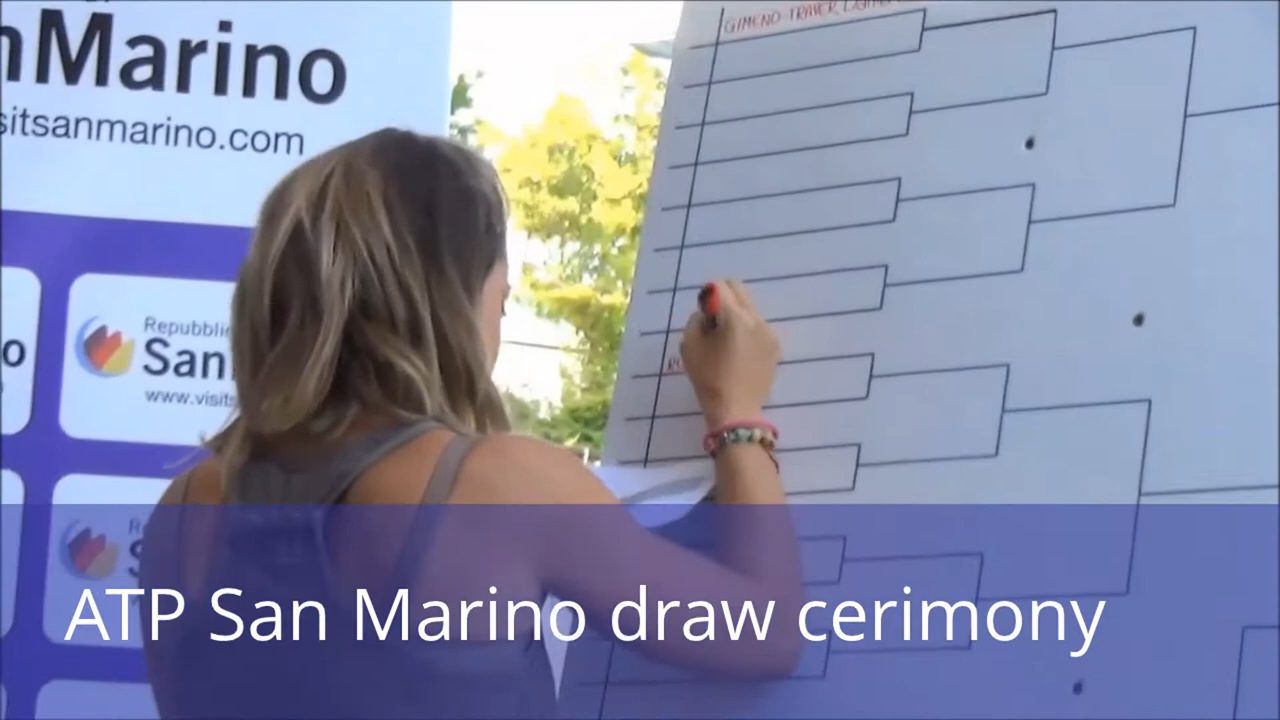 nMarino
sitsanmarino.com
GIMENO-TRAVER
o
Repubblic
San
www.visits
R
S
ATP San Marino draw cerimony